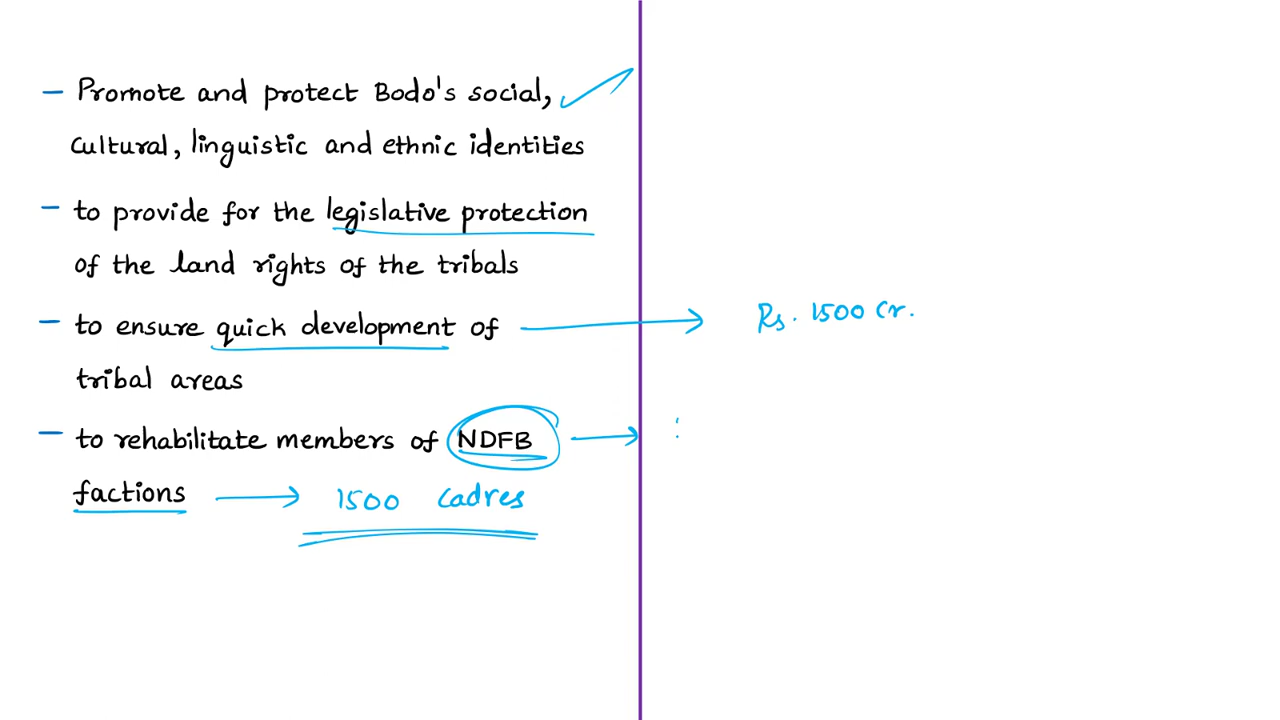 – Promote and protect Bodo's social,
cultural, linguistic and ethnic identities
– to provide for the legislative protection
of the land rights of the tribals
– to ensure quick development of → Rs. 1500 Cr.
tribal areas
– to rehabilitate members of NDFB →
factions → 1500 cadres